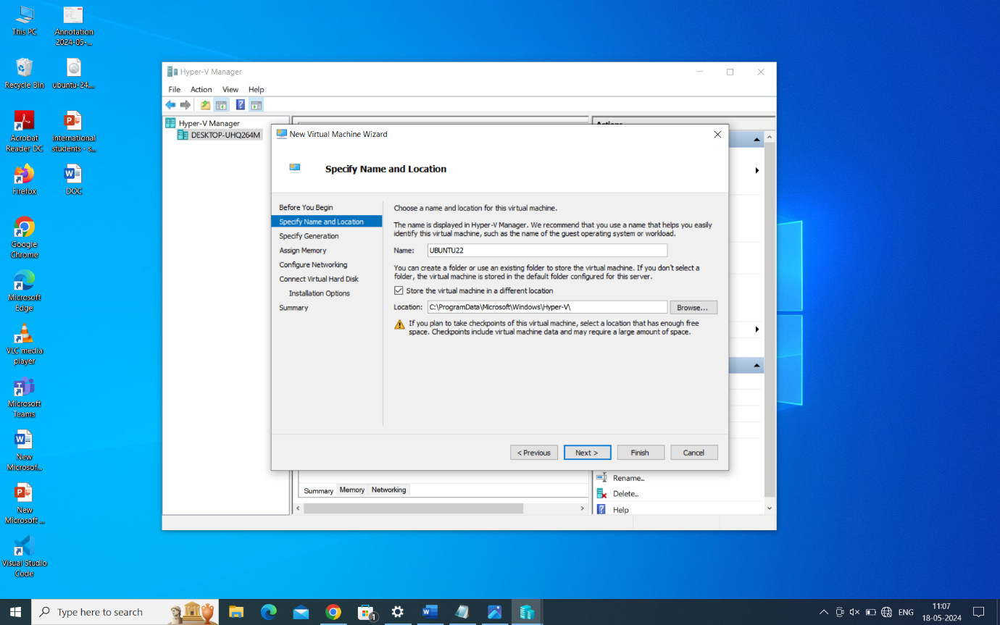 This PC
Annotation
2024-05-...
Recycle Bin
ubuntu-24....
Acrobat
Reader DC
international
students - s...
Firefox
DOC
Google
Chrome
Microsoft
Edge
VLC media
player
Microsoft
Teams
New
Microsof...
New
Microsoft ...
Visual Studio
Code
Hyper-V Manager
File Action View Help
Hyper-V Manager
DESKTOP-UHQ264M
New Virtual Machine Wizard
Specify Name and Location
Before You Begin
Specify Name and Location
Specify Generation
Assign Memory
Configure Networking
Connect Virtual Hard Disk
Installation Options
Summary
Choose a name and location for this virtual machine.
The name is displayed in Hyper-V Manager. We recommend that you use a name that helps you easily
identify this virtual machine, such as the name of the guest operating system or workload.
Name: UBUNTU22
You can create a folder or use an existing folder to store the virtual machine. If you don't select a
folder, the virtual machine is stored in the default folder configured for this server.
Store the virtual machine in a different location
Location: C:\ProgramData\Microsoft\Windows\Hyper-V\ Browse...
If you plan to take checkpoints of this virtual machine, select a location that has enough free
space. Checkpoints include virtual machine data and may require a large amount of space.
< Previous Next > Finish Cancel
Summary Memory Networking
Rename...
Delete...
Help
Type here to search
1
ENG
11:07
18-05-2024